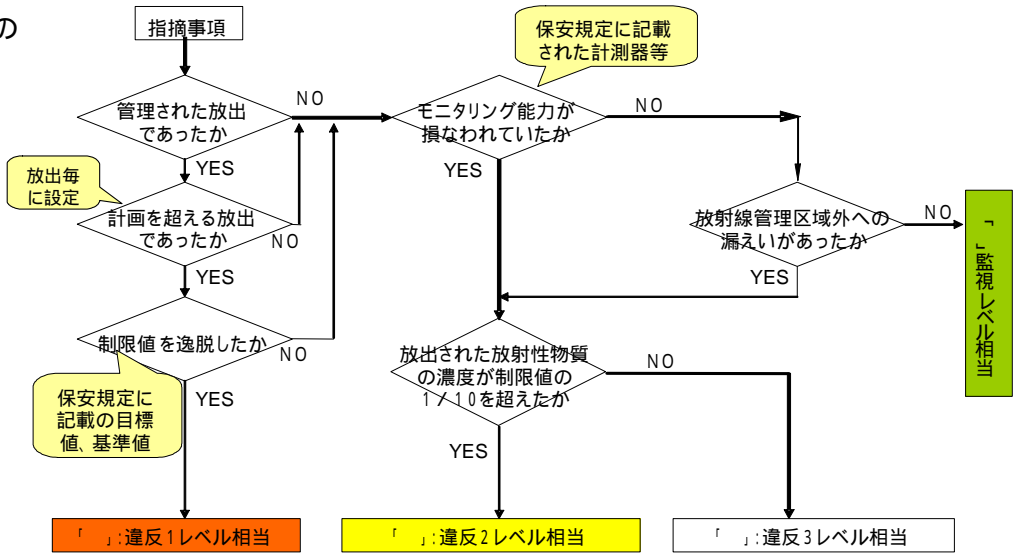 の
指摘事項
保安規定に記載
された計測器等
管理された放出
であったか
NO
モニタリング能力が
損なわれていたか
NO
YES
YES
放出毎
に設定
計画を超える放出
であったか
NO
放射線管理区域外への
漏えいがあったか
NO
YES
YES
「 」監視レベル相当
制限値を逸脱したか
NO
放出された放射性物質
の濃度が制限値の
1/10を超えたか
NO
保安規定に
記載の目標
値、基準値
YES
YES
「 」:違反1レベル相当
「 」:違反2レベル相当
「 」:違反3レベル相当